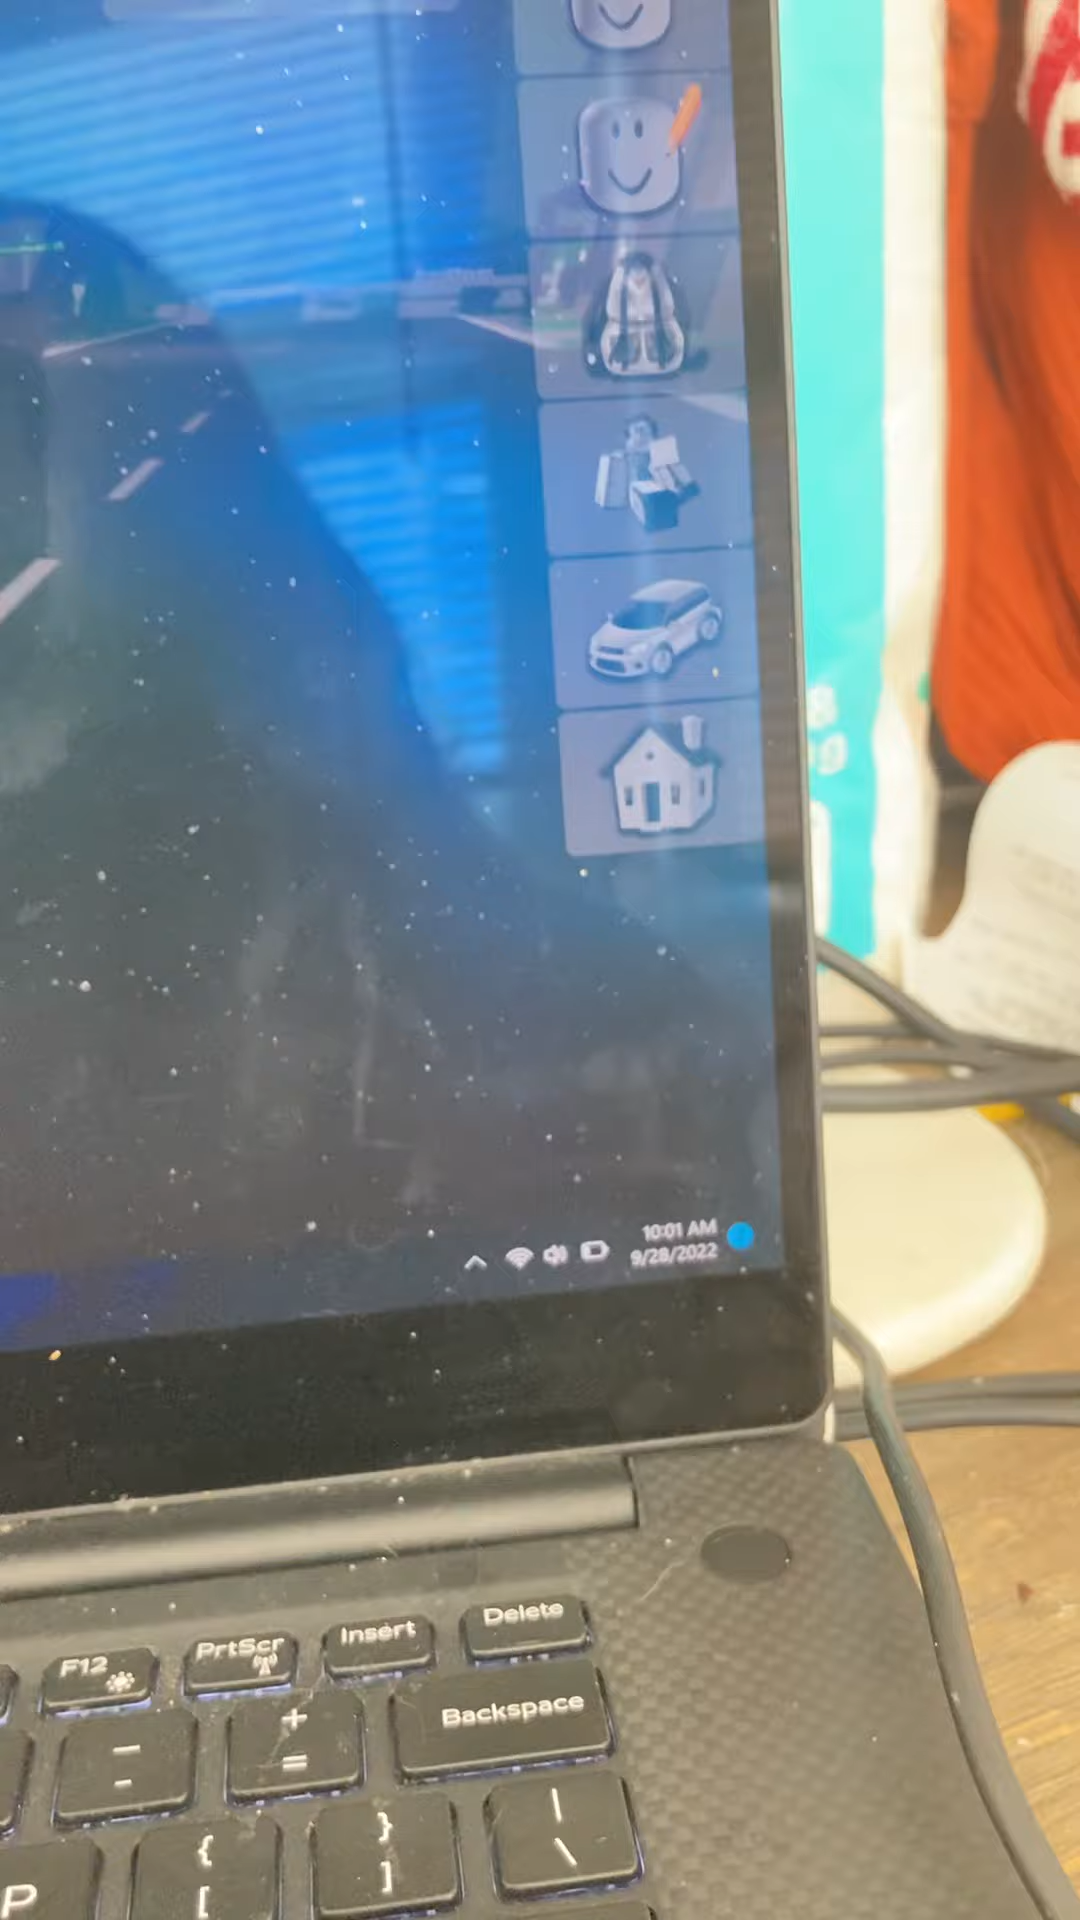 10:01 AM
9/28/2022
Delete
Insert
PrtScr
F12
Backspace
+
=
-
-
|
\
}
]
{
[
P